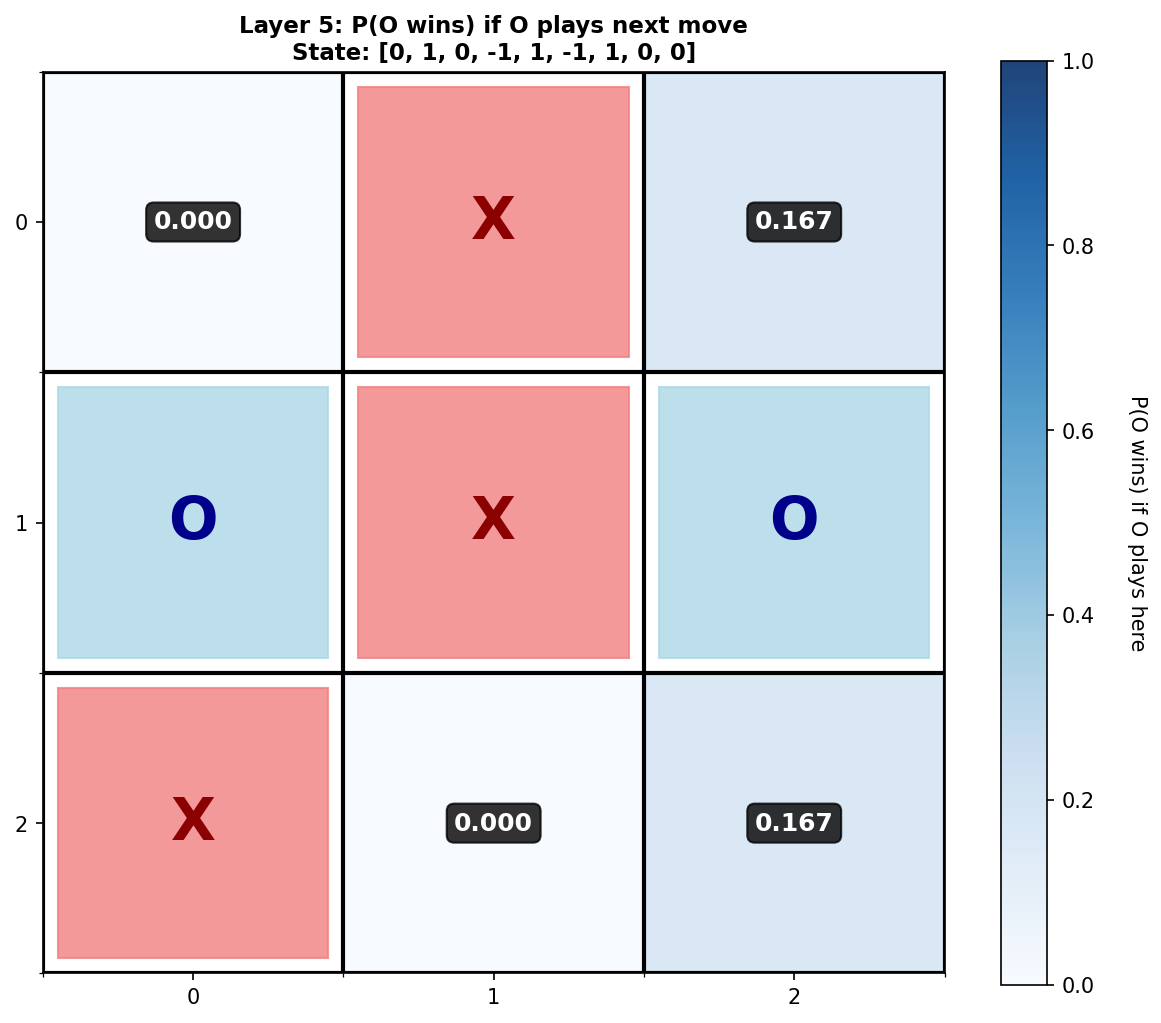 Layer 5: P(O wins) if O plays next move
State: [0, 1, 0, -1, 1, -1, 1, 0, 0]
0
0.000
X
0.167
1
O
X
O
2
X
0.000
0.167
0
1
2
1.0
0.8
0.6
0.4
0.2
0.0
P(O wins) if O plays here